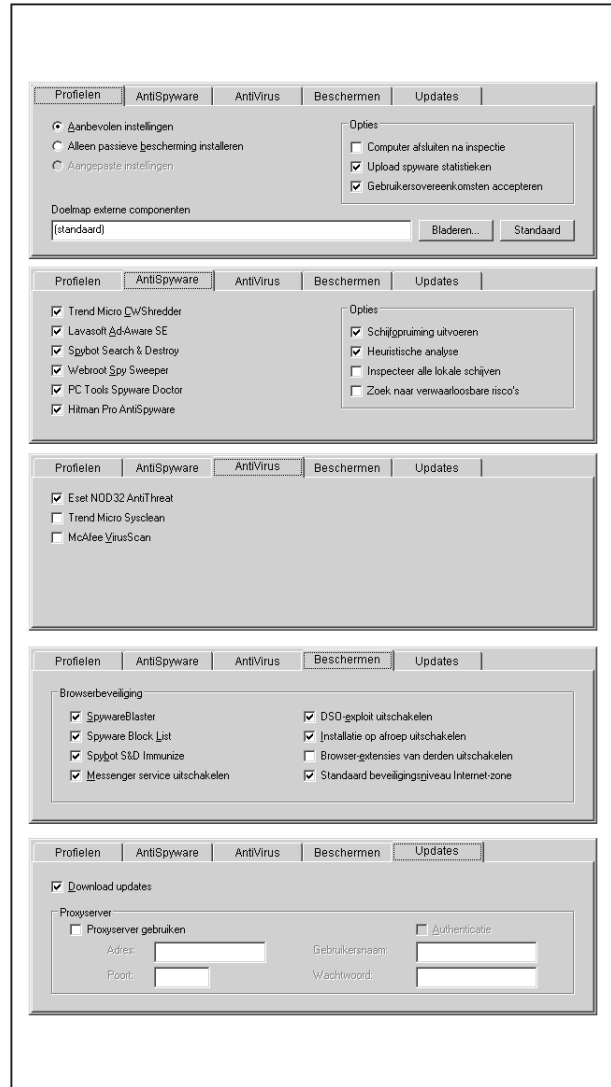 Profielen AntiSpyware AntiVirus Beschermen Updates
Aanbevolen instellingen
Alleen passieve bescherming installeren
Aangepaste instellingen
Opties
Computer afsluiten na inspectie
Upload spyware statistieken
Gebruikersovereenkomsten accepteren
Doelmap externe componenten
(standaard) Bladeren... Standaard
Profielen AntiSpyware AntiVirus Beschermen Updates
Trend Micro CWShredder
Lavasoft Ad-Aware SE
Spybot Search & Destroy
Webroot Spy Sweeper
PC Tools Spyware Doctor
Hitman Pro AntiSpyware
Opties
Schijfopruiming uitvoeren
Heuristische analyse
Inspecteer alle lokale schijven
Zoek naar verwaarloosbare risco's
Profielen AntiSpyware AntiVirus Beschermen Updates
Eset NOD32 AntiThreat
Trend Micro Sysclean
McAfee VirusScan
Profielen AntiSpyware AntiVirus Beschermen Updates
Browserbeveiliging
SpywareBlaster
Spyware Block List
Spybot S&D Immunize
Messenger service uitschakelen
DSO-exploit uitschakelen
Installatie op afroep uitschakelen
Browser-extensies van derden uitschakelen
Standaard beveiligingsniveau Internet-zone
Profielen AntiSpyware AntiVirus Beschermen Updates
Download updates
Proxyserver
Proxyserver gebruiken Authenticatie
Adres: Gebruikersnaam:
Poort: Wachtwoord: